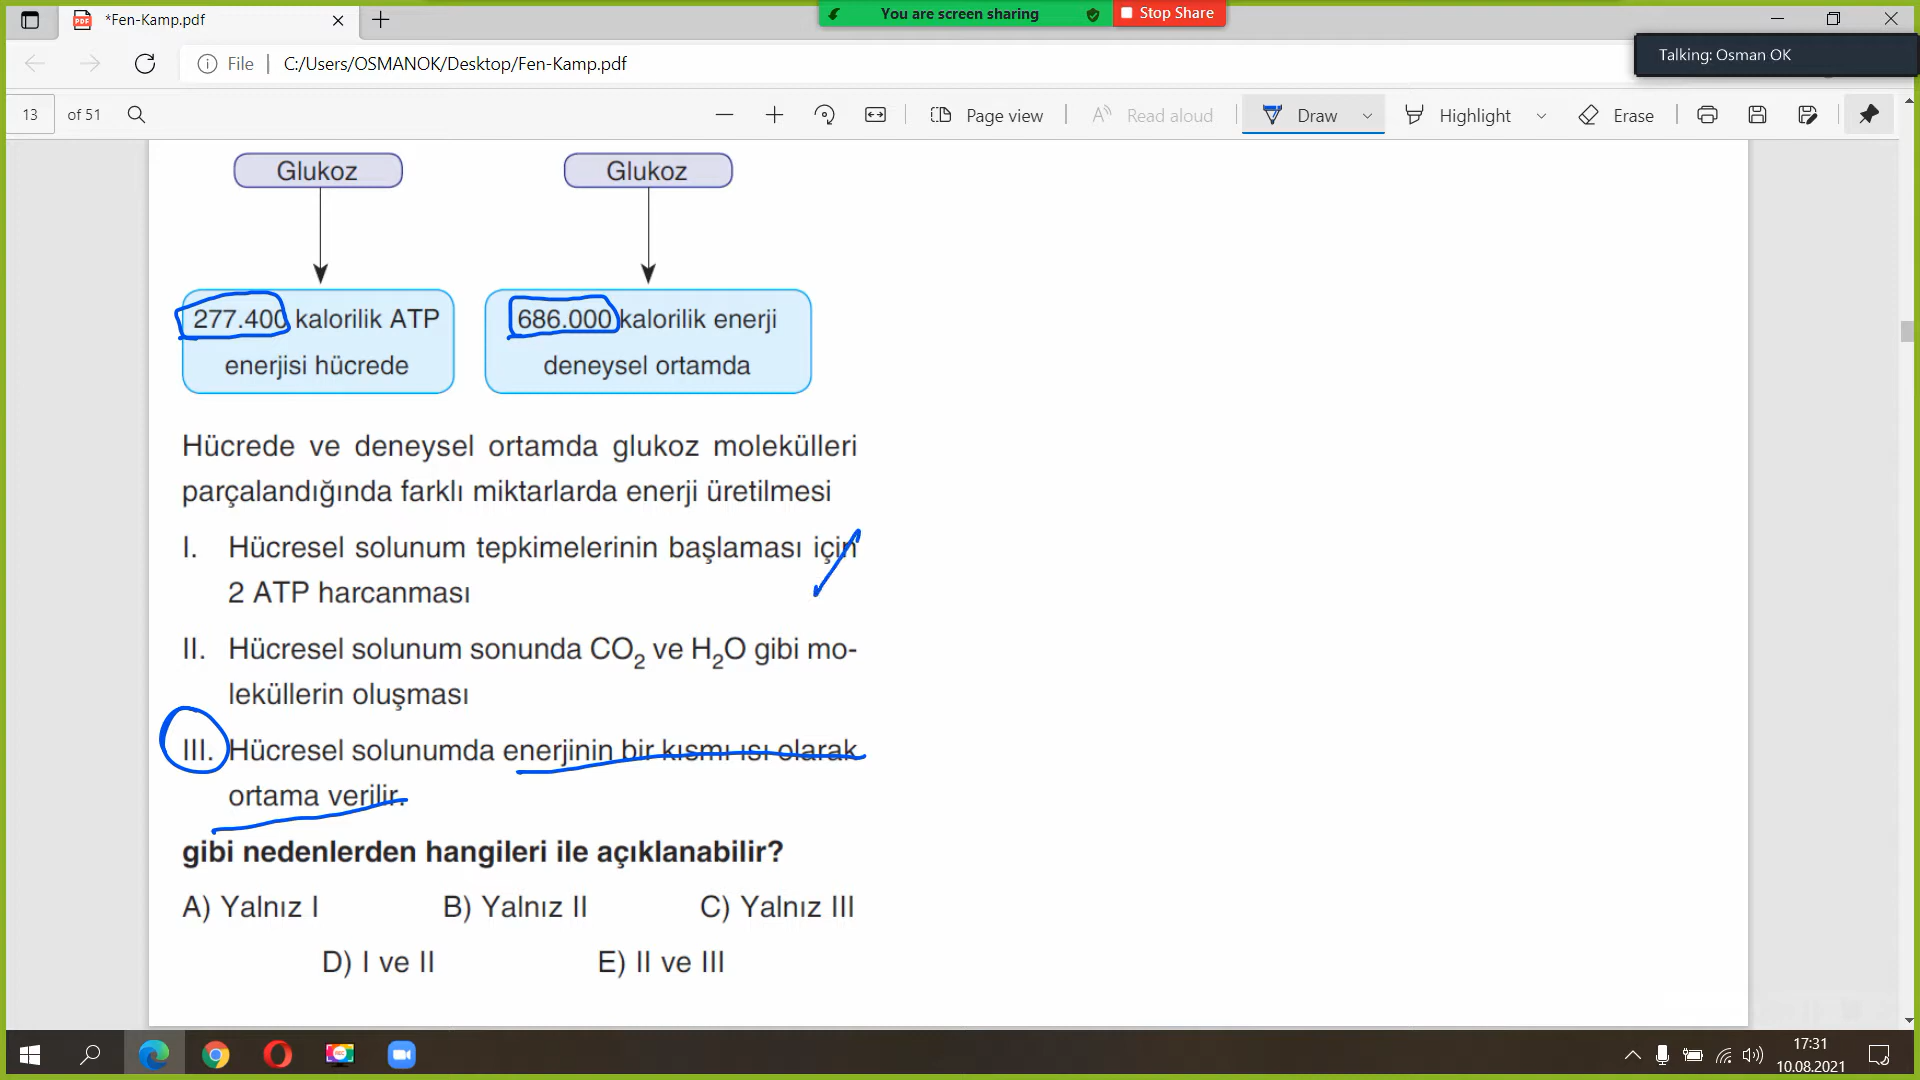 *Fen-Kamp.pdf
You are screen sharing
Stop Share
File
C:/Users/OSMANOK/Desktop/Fen-Kamp.pdf
Talking: Osman OK
13 of 51
Page view
Read aloud
Draw
Highlight
Erase
Glukoz
Glukoz
277.400 kalorilik ATP
enerjisi hücrede
686.000 kalorilik enerji
deneysel ortamda
Hücrede ve deneysel ortamda glukoz molekülleri
parçalandığında farklı miktarlarda enerji üretilmesi
I. Hücresel solunum tepkimelerinin başlaması için
2 ATP harcanması
II. Hücresel solunum sonunda CO₂ ve H₂O gibi mo-
leküllerin oluşması
III. Hücresel solunumda enerjinin bir kısmı ısı olarak
ortama verilir.
gibi nedenlerden hangileri ile açıklanabilir?
A) Yalnız I B) Yalnız II C) Yalnız III
D) I ve II E) II ve III
17:31
10.08.2021